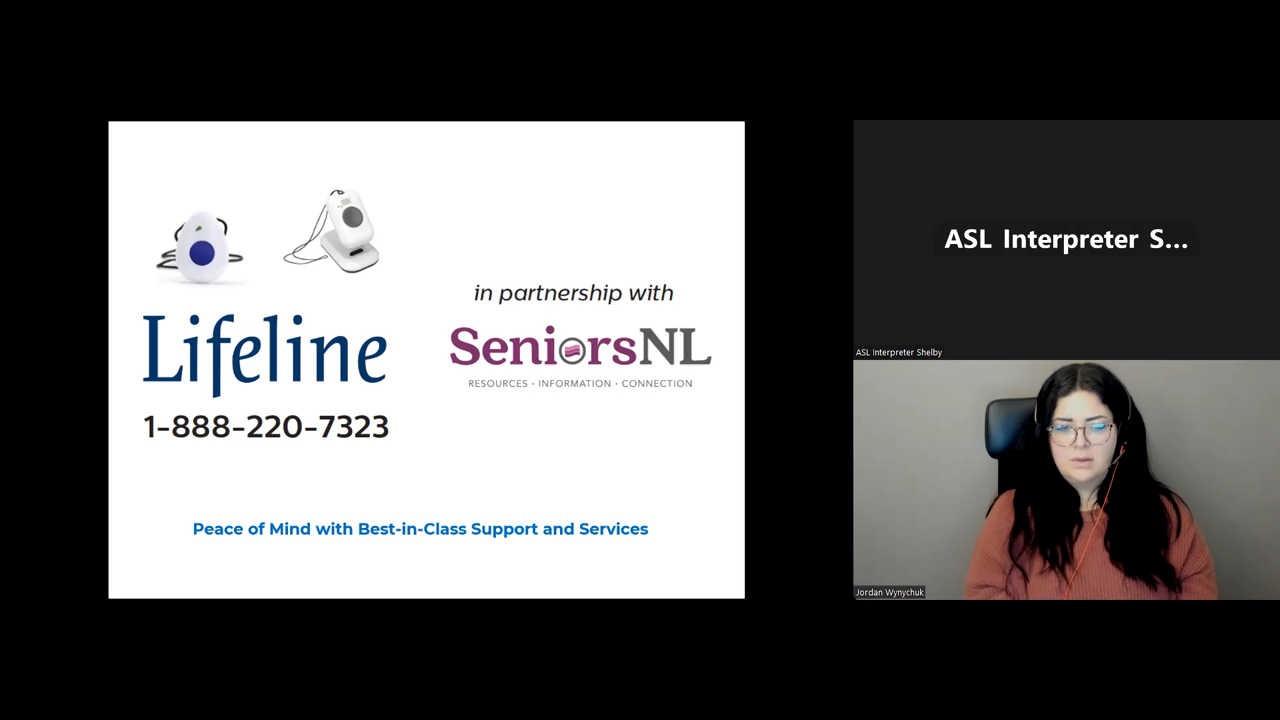 in partnership with
Lifeline
SeniorsNL
RESOURCES • INFORMATION • CONNECTION
1-888-220-7323
Peace of Mind with Best-in-Class Support and Services
ASL Interpreter S...
ASL Interpreter Shelby
Jordan Wynychuk